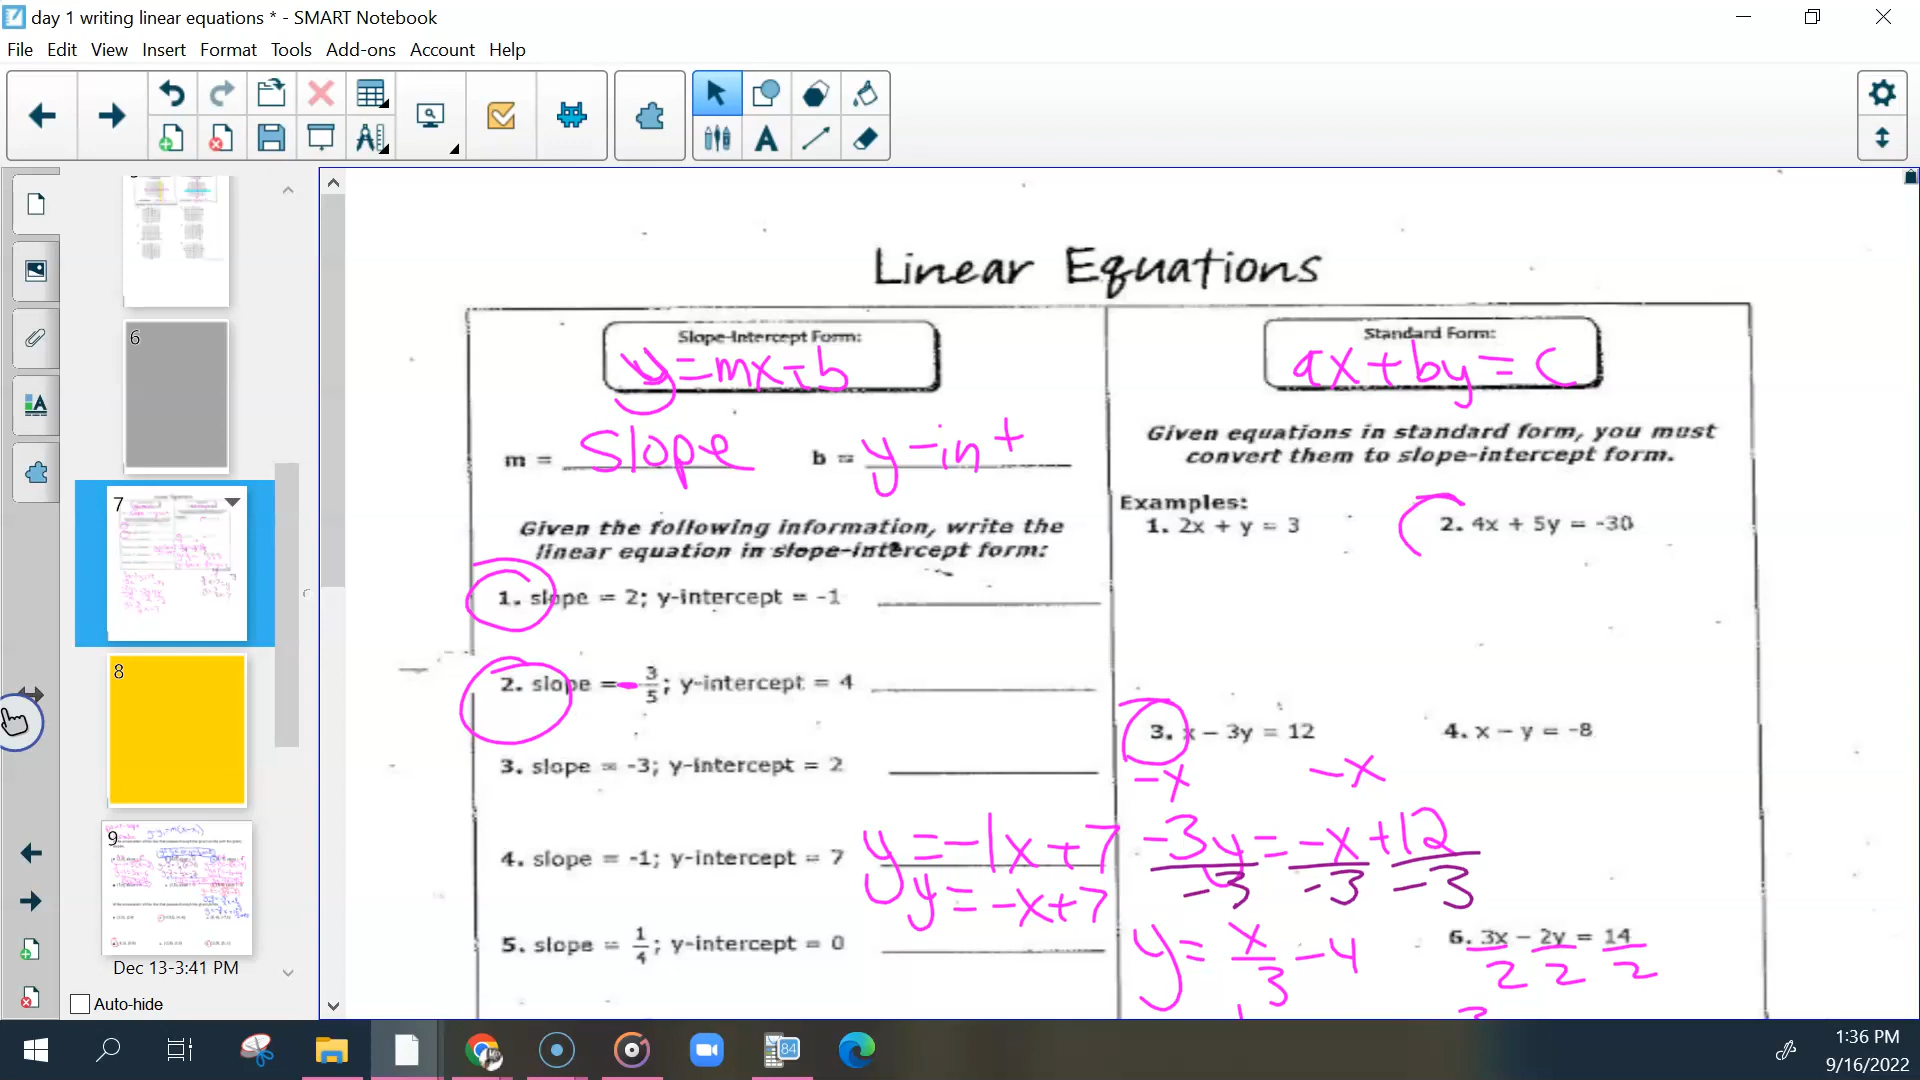 day 1 writing linear equations * - SMART Notebook
File Edit View Insert Format Tools Add-ons Account Help
6
7
8
9
Dec 13-3:41 PM
Auto-hide
Linear Equations
Slope-Intercept Form:
y=mx+b
m = slope b = y-int
Given the following information, write the
linear equation in slope-intercept form:
1. slope = 2; y-intercept = -1
2. slope = - 3/5; y-intercept = 4
3. slope = -3; y-intercept = 2
4. slope = -1; y-intercept = 7
y=-1x+7
y=-x+7
5. slope = 1/4; y-intercept = 0
Standard Form:
ax+by=c
Given equations in standard form, you must
convert them to slope-intercept form.
Examples:
1. 2x + y = 3
2. 4x + 5y = -30
3. x - 3y = 12
-x -x
-3y=-x+12
-3 -3 -3
y= x/3 -4
4. x - y = -8
6. 3x - 2y = 14
2 2 2
84
1:36 PM
9/16/2022